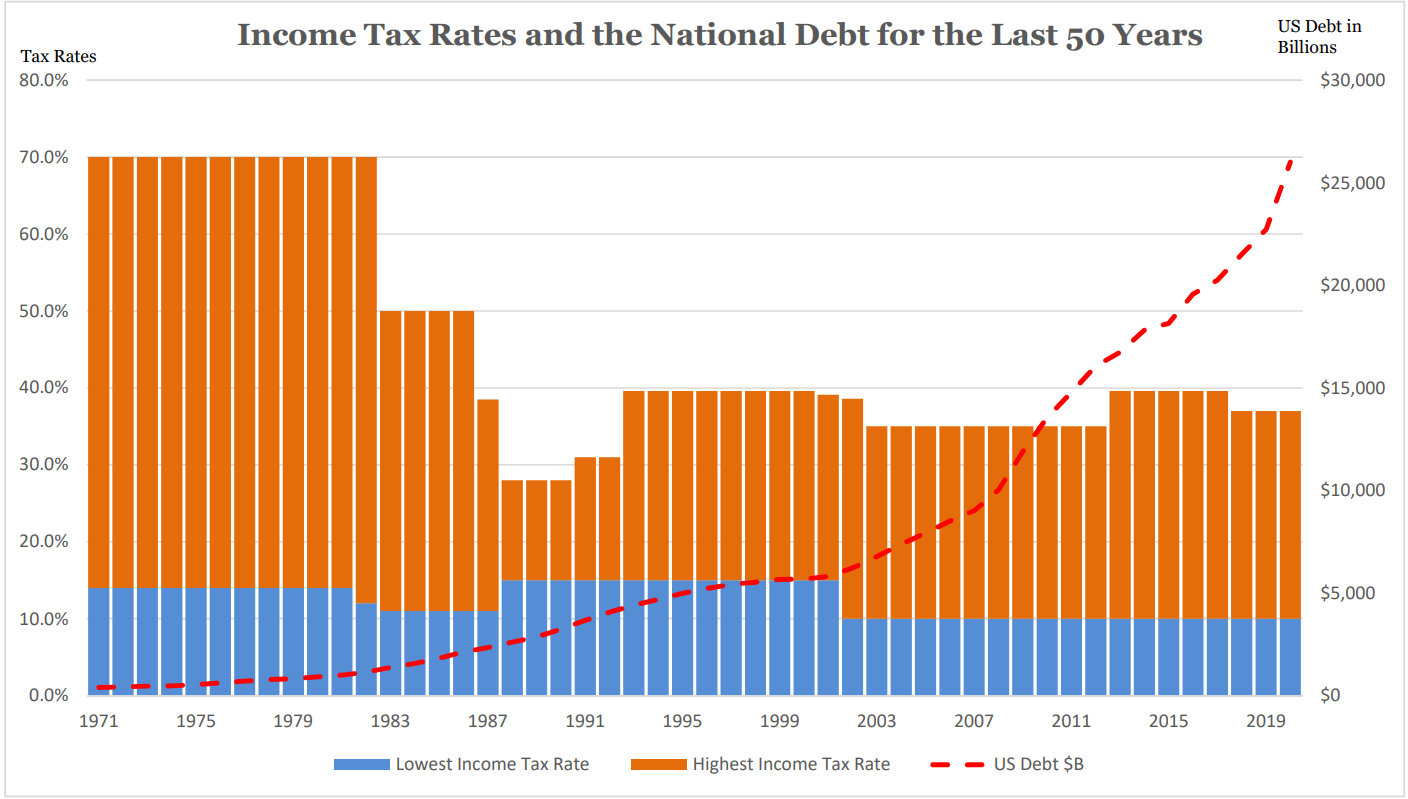 Income Tax Rates and the National Debt for the Last 50 Years
US Debt in
Billions
Tax Rates
80.0%
70.0%
60.0%
50.0%
40.0%
30.0%
20.0%
10.0%
0.0%
$30,000
$25,000
$20,000
$15,000
$10,000
$5,000
$0
1971 1975 1979 1983 1987 1991 1995 1999 2003 2007 2011 2015 2019
Lowest Income Tax Rate Highest Income Tax Rate US Debt $B